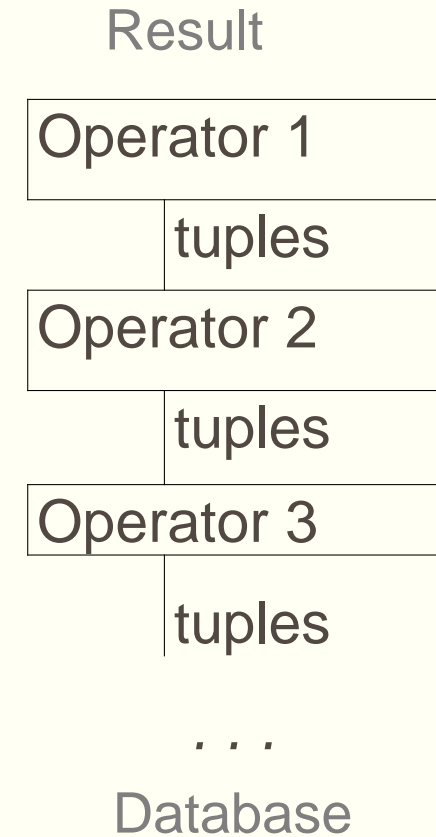 Result
Operator 1
tuples
Operator 2
tuples
Operator 3
tuples
. . .
Database